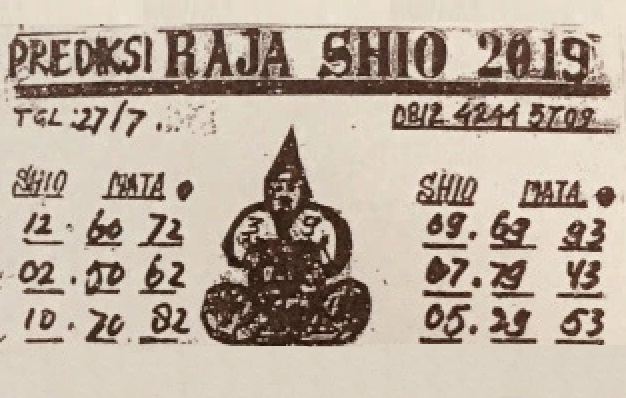 PREDIKSI RAJA SHIO 2019
TGL : 27/7.
0812 4244 5709
SHIO MATA
12. 60 72
02. 50 62
10. 70 82
SHIO MATA
09. 69 93
07. 79 43
05. 29 53